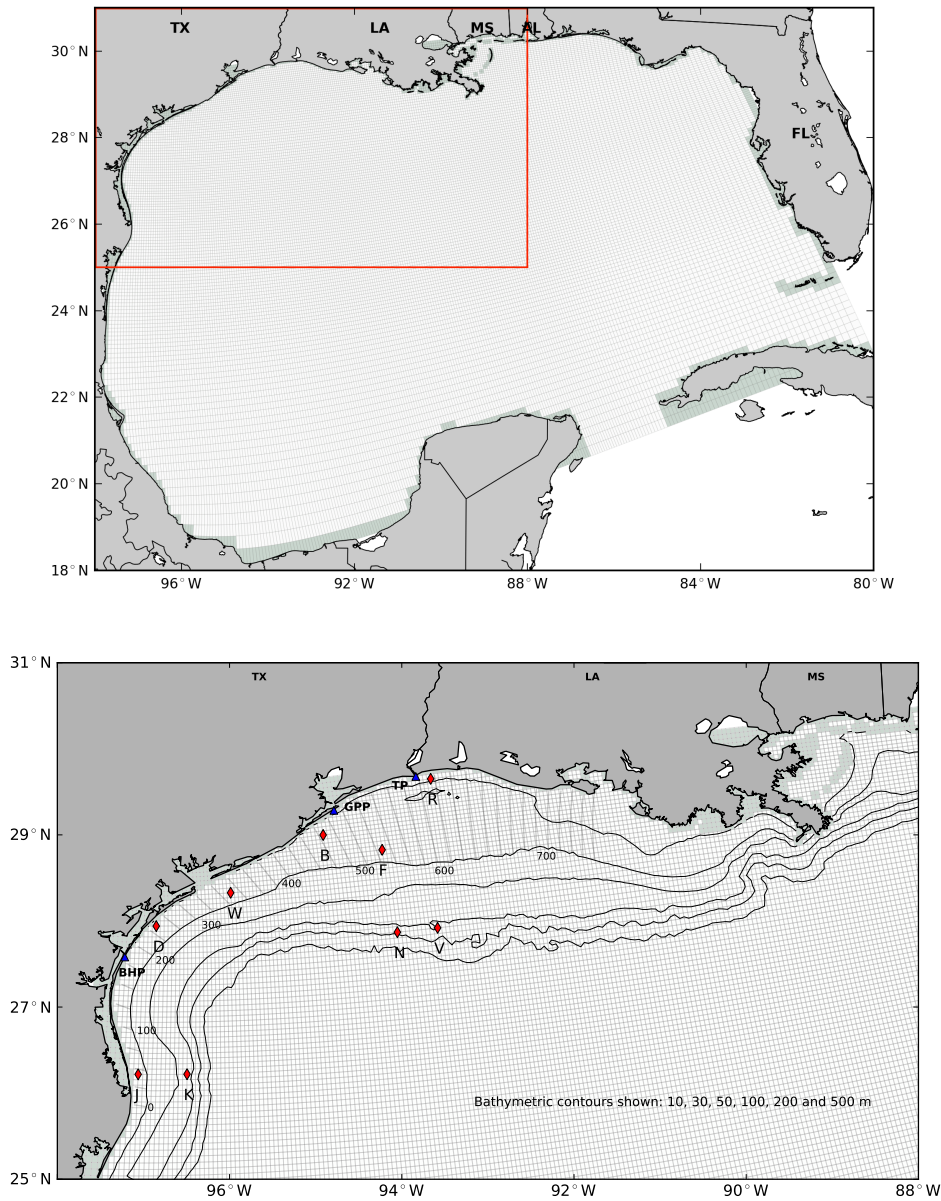 TX LA MS AL
30°N
28°N
FL
26°N
24°N
22°N
20°N
18°N
96°W 92°W 88°W 84°W 80°W
31°N
TX LA MS
TP
R
GPP
29°N
B
F
700
500 600
400
W
300
D
N V
200
BHP
27°N
100
J K
0
Bathymetric contours shown: 10, 30, 50, 100, 200 and 500 m
25°N
96°W 94°W 92°W 90°W 88°W